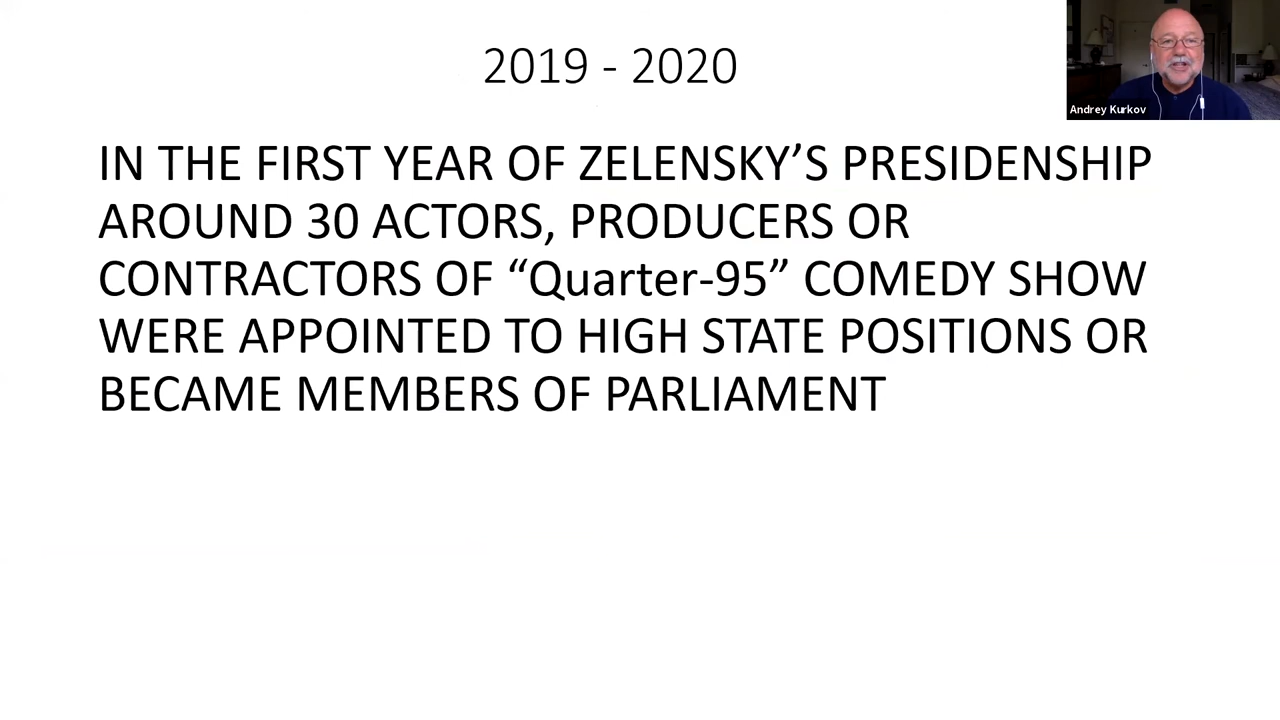 2019 - 2020
Andrey Kurkov
IN THE FIRST YEAR OF ZELENSKY’S PRESIDENSHIP
AROUND 30 ACTORS, PRODUCERS OR
CONTRACTORS OF “Quarter-95” COMEDY SHOW
WERE APPOINTED TO HIGH STATE POSITIONS OR
BECAME MEMBERS OF PARLIAMENT